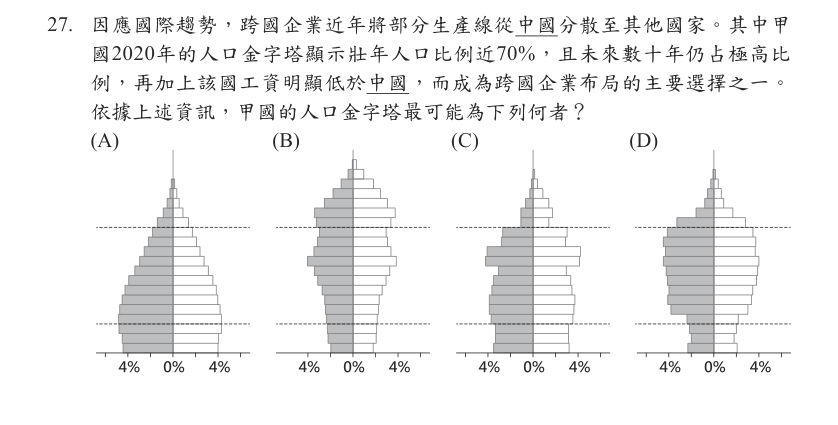 27. 因應國際趨勢，跨國企業近年將部分生產線從中國分散至其他國家。其中甲
國2020年的人口金字塔顯示壯年人口比例近70%，且未來數十年仍占極高比
例，再加上該國工資明顯低於中國，而成為跨國企業布局的主要選擇之一。
依據上述資訊，甲國的人口金字塔最可能為下列何者？
(A) (B) (C) (D)
4% 0% 4% 4% 0% 4% 4% 0% 4% 4% 0% 4%